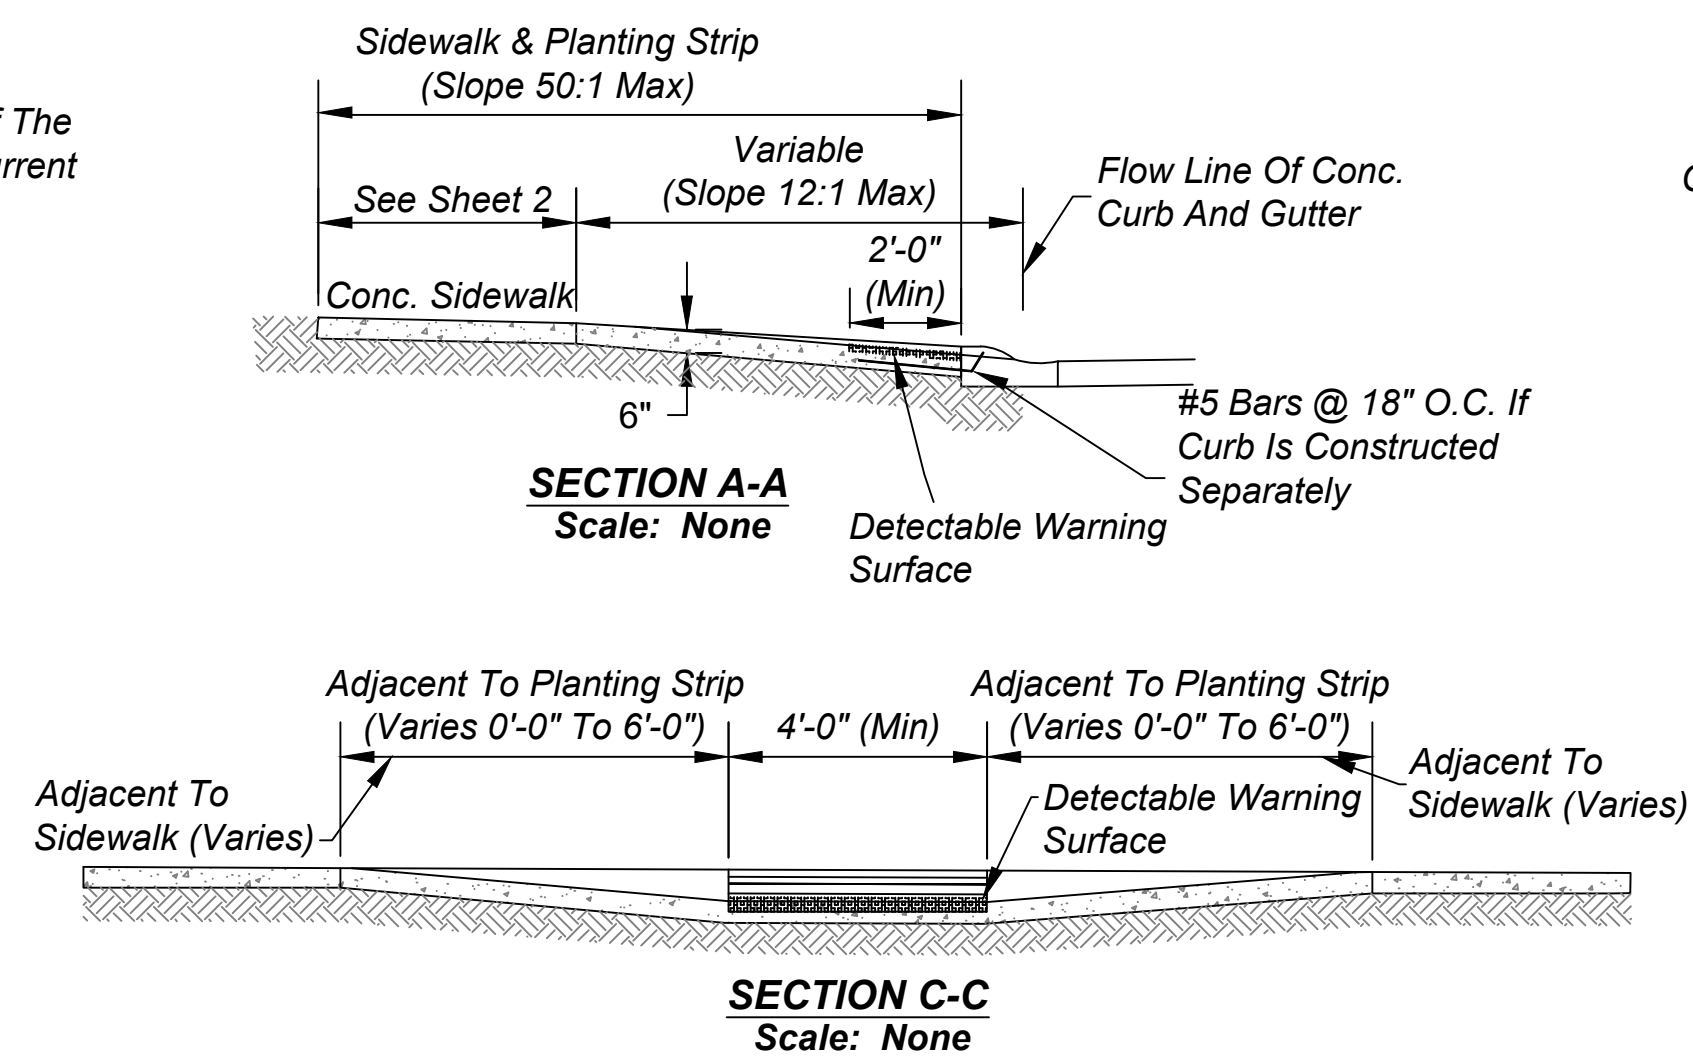 Sidewalk & Planting Strip
(Slope 50:1 Max)
The
Variable
(Slope 12:1 Max)
See Sheet 2
Flow Line Of Conc.
Curb And Gutter
2'-0"
(Min)
Conc. Sidewalk
6"
#5 Bars @ 18" O.C. If
Curb Is Constructed
Separately
SECTION A-A
Scale: None
Detectable Warning
Surface
Adjacent To Planting Strip
(Varies 0'-0" To 6'-0")
4'-0" (Min)
Adjacent To Planting Strip
(Varies 0'-0" To 6'-0")
Adjacent To
Sidewalk (Varies)
Detectable Warning
Surface
Adjacent To
Sidewalk (Varies)
SECTION C-C
Scale: None